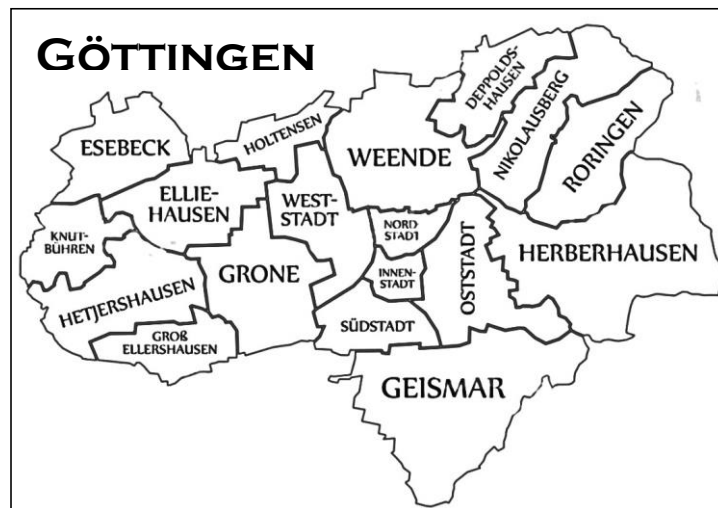 GÖTTINGEN
DEPPOLDS-
HAUSEN
NIKOLAUSBERG
HOLTENSEN
ESEBECK
WEENDE
RORINGEN
ELLIE-
HAUSEN
WEST-
STADT
NORD
STADT
KNUT-
BÜHREN
HERBERHAUSEN
GRONE
INNEN-
STADT
OSTSTADT
HETJERSHAUSEN
SÜDSTADT
GROß
ELLERSHAUSEN
GEISMAR